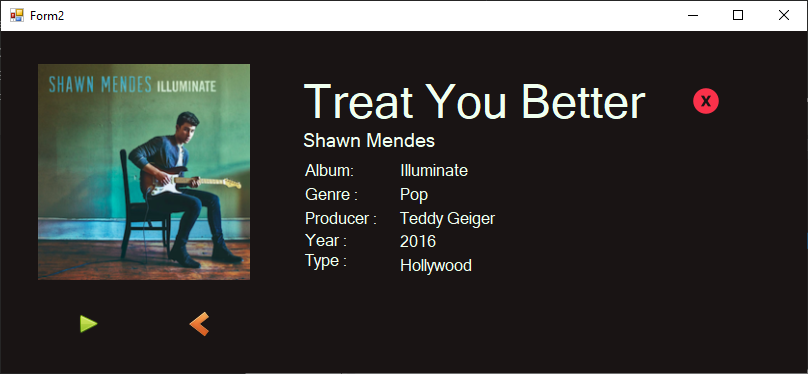 Form2
SHAWN MENDES ILLUMINATE
Treat You Better
X
Shawn Mendes
Album: Illuminate
Genre : Pop
Producer : Teddy Geiger
Year : 2016
Type : Hollywood